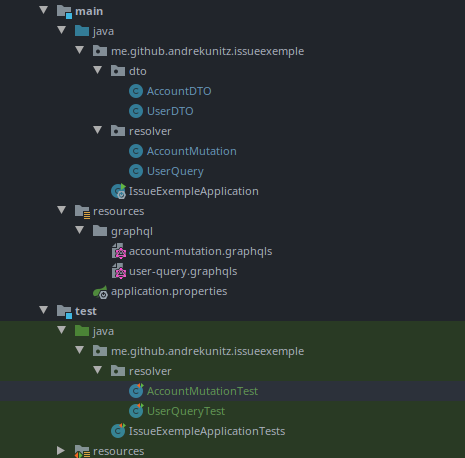 main
java
me.github.andrekunitz.issueexemple
dto
AccountDTO
UserDTO
resolver
AccountMutation
UserQuery
IssueExempleApplication
resources
graphql
account-mutation.graphqls
user-query.graphqls
application.properties
test
java
me.github.andrekunitz.issueexemple
resolver
AccountMutationTest
UserQueryTest
IssueExempleApplicationTests
resources